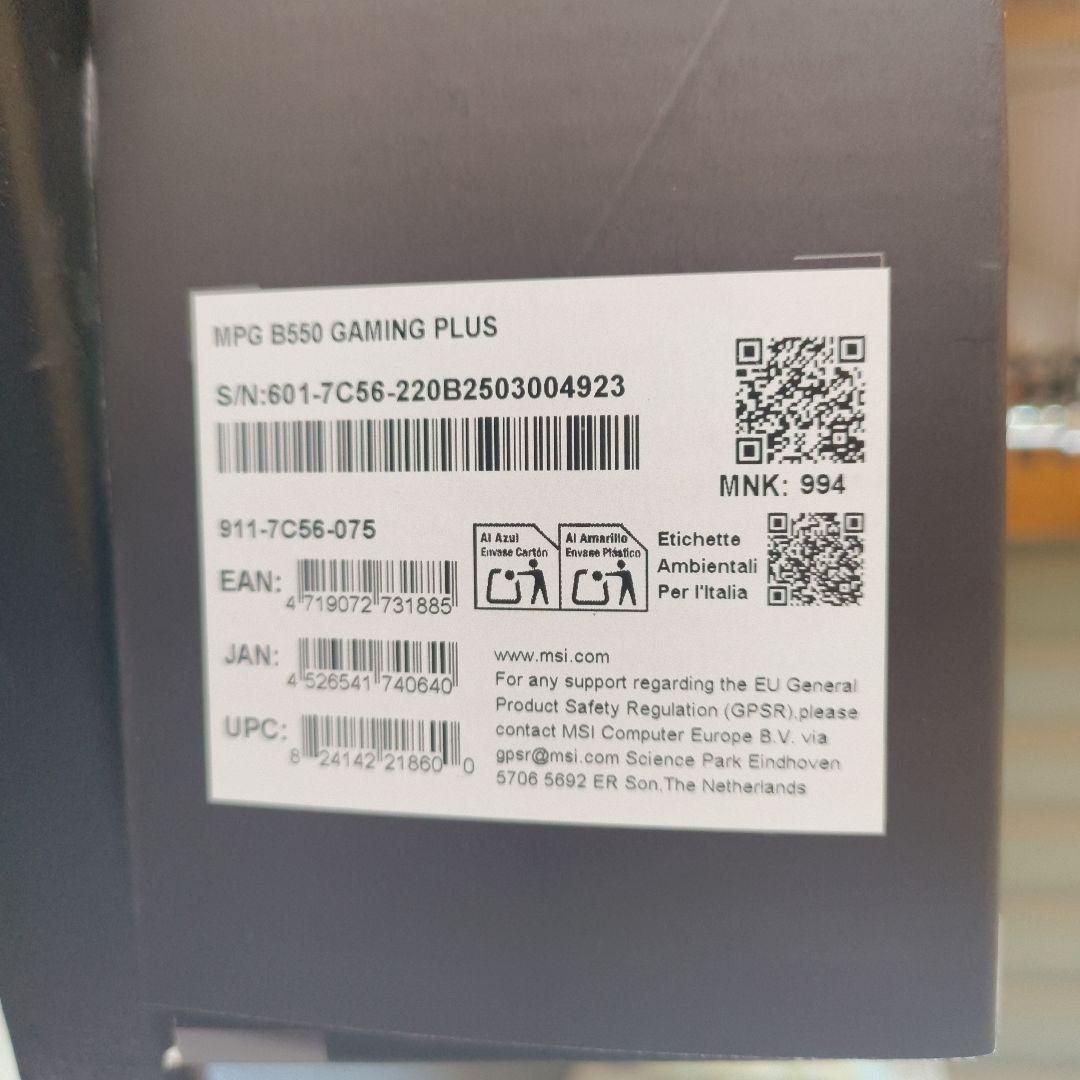 MPG B550 GAMING PLUS
S/N:601-7C56-220B2503004923
MNK: 994
911-7C56-075
Al Azul
Envase Cartón
Al Amarillo
Envase Plástico
Etichette
Ambientali
Per l'Italia
EAN:
4 719072 731885
JAN:
4 526541 740640
UPC:
8 24142 21860 0
www.msi.com
For any support regarding the EU General
Product Safety Regulation (GPSR),please
contact MSI Computer Europe B.V. via
gpsr@msi.com Science Park Eindhoven
5706 5692 ER Son,The Netherlands